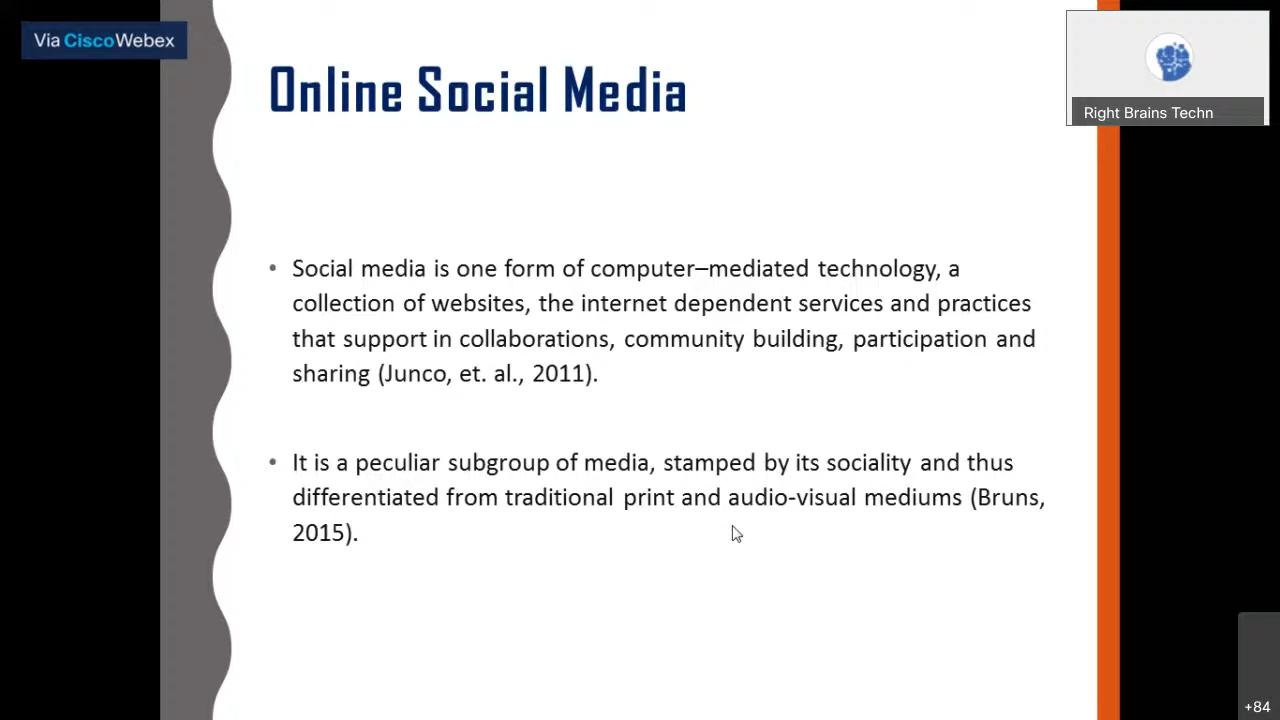 Via CiscoWebex
Online Social Media
Right Brains Techn
• Social media is one form of computer–mediated technology, a
collection of websites, the internet dependent services and practices
that support in collaborations, community building, participation and
sharing (Junco, et. al., 2011).
• It is a peculiar subgroup of media, stamped by its sociality and thus
differentiated from traditional print and audio-visual mediums (Bruns,
2015).
+84